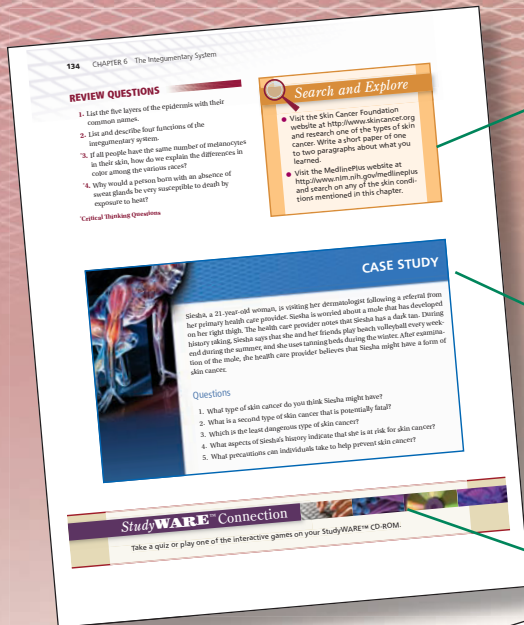 134 CHAPTER 6 The Integumentary System
REVIEW QUESTIONS
1. List the five layers of the epidermis with their
common names.
2. List and describe four functions of the
integumentary system.
*3. If all people have the same number of melanocytes
in their skin, how do we explain the differences in
color among the various races?
*4. Why would a person born with an absence of
sweat glands be very susceptible to death by
exposure to heat?
*Critical Thinking Questions
Search and Explore
● Visit the Skin Cancer Foundation
website at http://www.skincancer.org
and research one of the types of skin
cancer. Write a short paper of one
to two paragraphs about what you
learned.
● Visit the MedlinePlus website at
http://www.nlm.nih.gov/medlineplus
and search on any of the skin condi-
tions mentioned in this chapter.
CASE STUDY
Siesha, a 21-year-old woman, is visiting her dermatologist following a referral from
her primary health care provider. Siesha is worried about a mole that has developed
on her right thigh. The health care provider notes that Siesha has a dark tan. During
history taking, Siesha says that she and her friends play beach volleyball every week-
end during the summer, and she uses tanning beds during the winter. After examina-
tion of the mole, the health care provider believes that Siesha might have a form of
skin cancer.
Questions
1. What type of skin cancer do you think Siesha might have?
2. What is a second type of skin cancer that is potentially fatal?
3. Which is the least dangerous type of skin cancer?
4. What aspects of Siesha's history indicate that she is at risk for skin cancer?
5. What precautions can individuals take to help prevent skin cancer?
StudyWARE™ Connection
Take a quiz or play one of the interactive games on your StudyWARE™ CD-ROM.